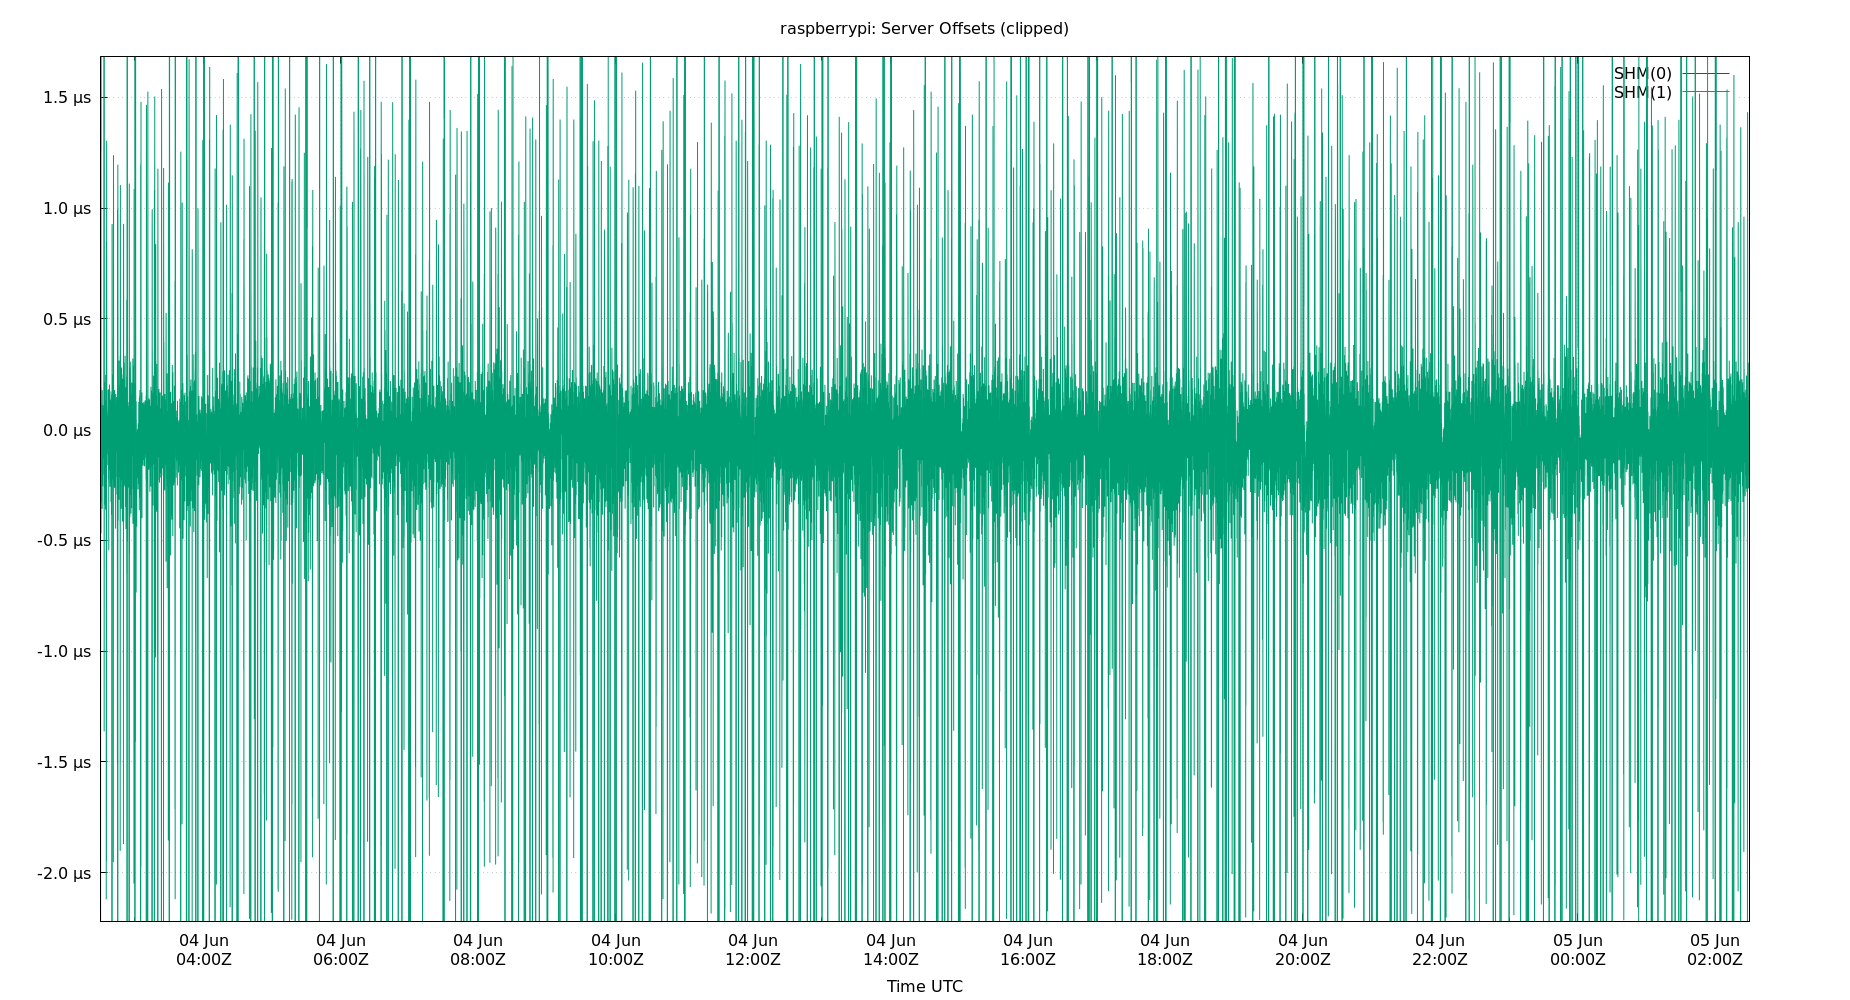 raspberrypi: Server Offsets (clipped)
SHM(0)
SHM(1)
1.5 µs
1.0 µs
0.5 µs
0.0 µs
-0.5 µs
-1.0 µs
-1.5 µs
-2.0 µs
04 Jun 04 Jun 04 Jun 04 Jun 04 Jun 04 Jun 04 Jun 04 Jun 04 Jun 04 Jun 05 Jun 05 Jun
04:00Z 06:00Z 08:00Z 10:00Z 12:00Z 14:00Z 16:00Z 18:00Z 20:00Z 22:00Z 00:00Z 02:00Z
Time UTC